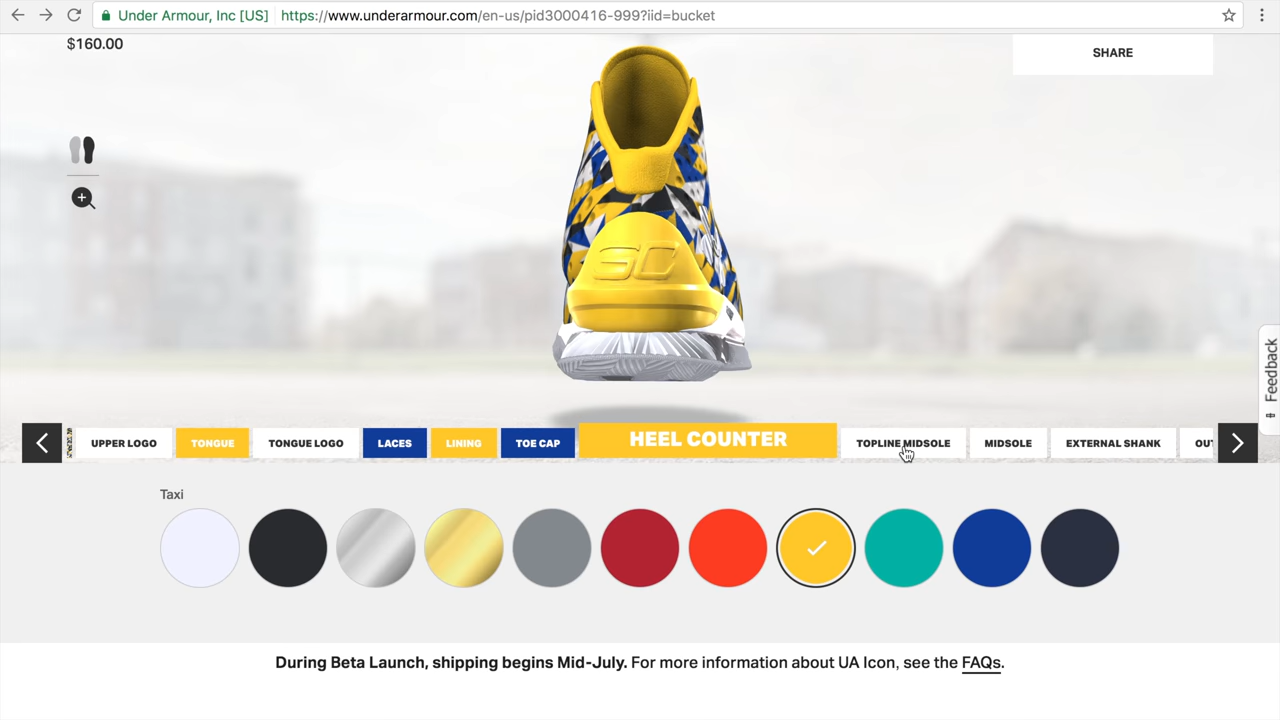 Under Armour, Inc [US] https://www.underarmour.com/en-us/pid3000416-999?iid=bucket
$160.00
SHARE
SC
Feedback
UPPER LOGO TONGUE TONGUE LOGO LACES LINING TOE CAP HEEL COUNTER TOPLINE MIDSOLE MIDSOLE EXTERNAL SHANK OUT
Taxi
During Beta Launch, shipping begins Mid-July. For more information about UA Icon, see the FAQs.